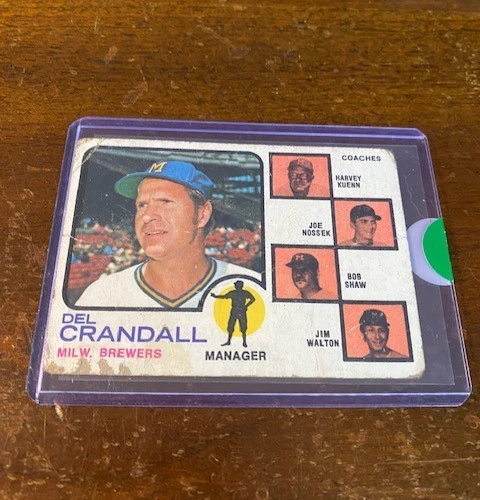 M
COACHES
HARVEY
KUENN
JOE
NOSSEK
BOB
SHAW
JIM
WALTON
DEL
CRANDALL
MILW. BREWERS
MANAGER